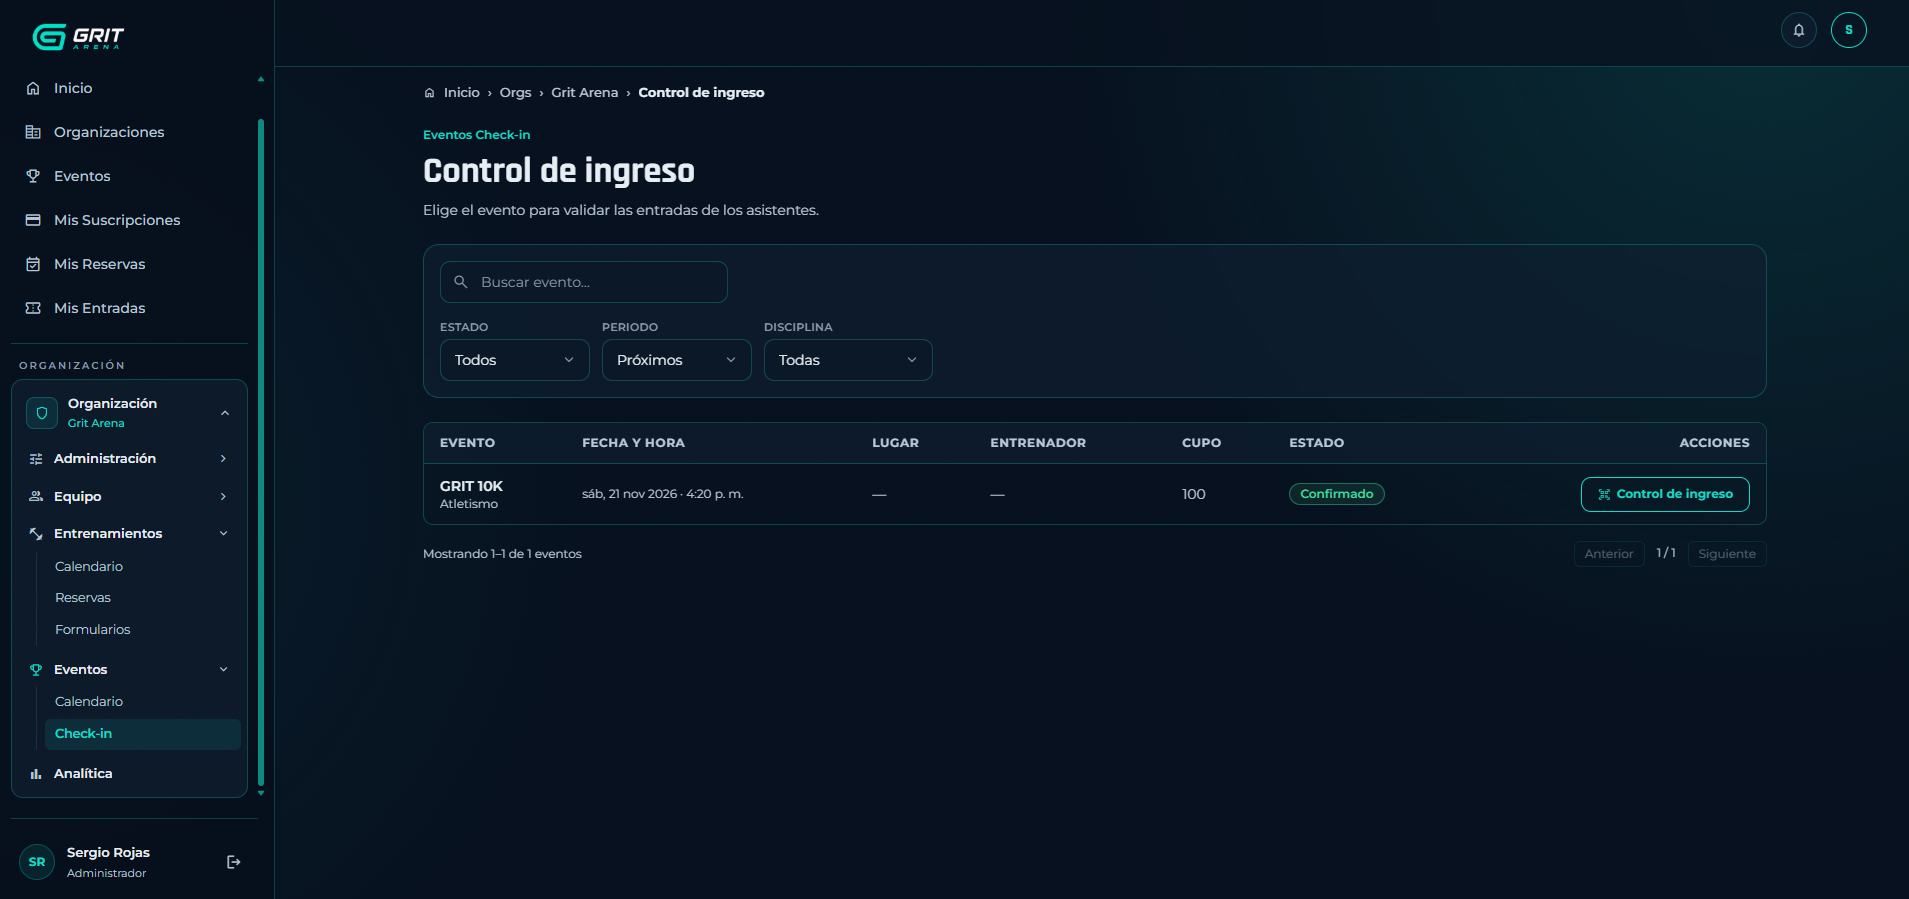 GRIT
ARENA
S
Inicio
Organizaciones
Eventos
Mis Suscripciones
Mis Reservas
Mis Entradas
ORGANIZACIÓN
Organización
Grit Arena
Administración
Equipo
Entrenamientos
Calendario
Reservas
Formularios
Eventos
Calendario
Check-in
Analítica
SR
Sergio Rojas
Administrador
Inicio › Orgs › Grit Arena › Control de ingreso
Eventos Check-in
Control de ingreso
Elige el evento para validar las entradas de los asistentes.
Buscar evento...
ESTADO PERIODO DISCIPLINA
Todos Próximos Todas
EVENTO FECHA Y HORA LUGAR ENTRENADOR CUPO ESTADO ACCIONES
GRIT 10K
Atletismo
sáb, 21 nov 2026 · 4:20 p. m. — — 100 Confirmado Control de ingreso
Mostrando 1–1 de 1 eventos
Anterior 1 / 1 Siguiente